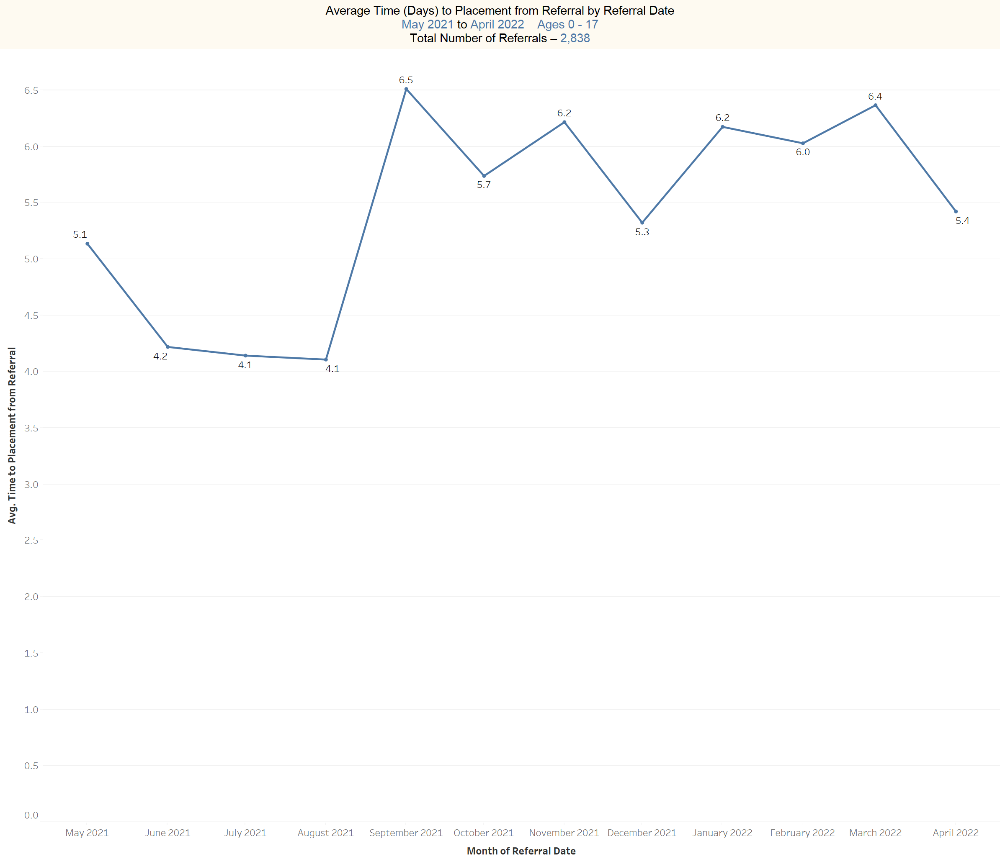 Average Time (Days) to Placement from Referral by Referral Date
May 2021 to April 2022 Ages 0 - 17
Total Number of Referrals – 2,838
6.5
6.0
5.5
5.0
4.5
4.0
3.5
3.0
2.5
2.0
1.5
1.0
0.5
0.0
Avg. Time to Placement from Referral
5.1
4.2
4.1
4.1
6.5
5.7
6.2
5.3
6.2
6.0
6.4
5.4
May 2021
June 2021
July 2021
August 2021
September 2021
October 2021
November 2021
December 2021
January 2022
February 2022
March 2022
April 2022
Month of Referral Date